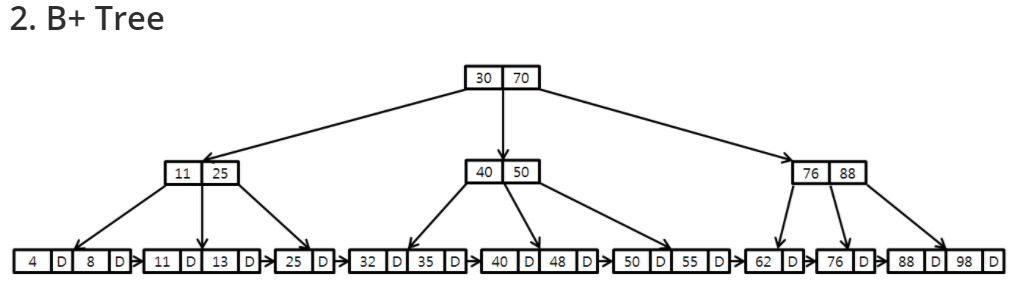 2. B+ Tree
30 70
11 25
40 50
76 88
4 D 8 D
11 D 13 D
25 D
32 D 35 D
40 D 48 D
50 D 55 D
62 D
76 D
88 D 98 D